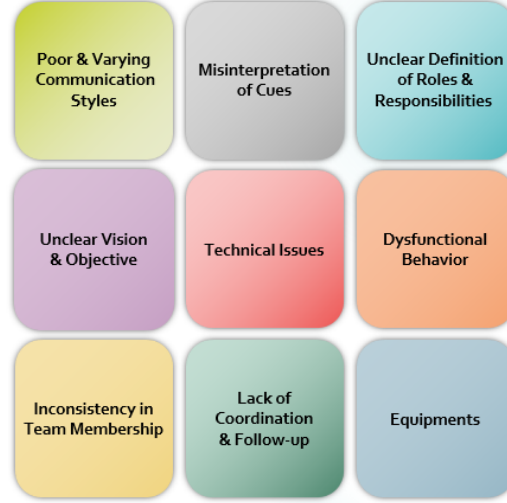 Poor & Varying
Communication
Styles
Misinterpretation
of Cues
Unclear Definition
of Roles &
Responsibilities
Unclear Vision
& Objective
Technical Issues
Dysfunctional
Behavior
Inconsistency in
Team Membership
Lack of
Coordination
& Follow-up
Equipments